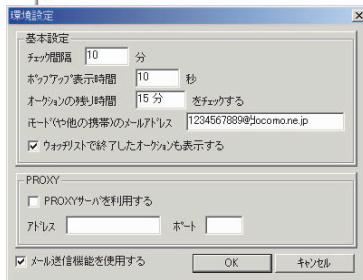 環境設定
基本設定
チェック間隔 10 分
ポップアップ表示時間 10 秒
オークションの残り時間 15 分 をチェックする
iモード(や他の携帯)のメールアドレス 1234567889@docomo.ne.jp
ウォッチリストで終了したオークションも表示する
PROXY
PROXYサーバを利用する
アドレス ポート
メール送信機能を使用する OK キャンセル